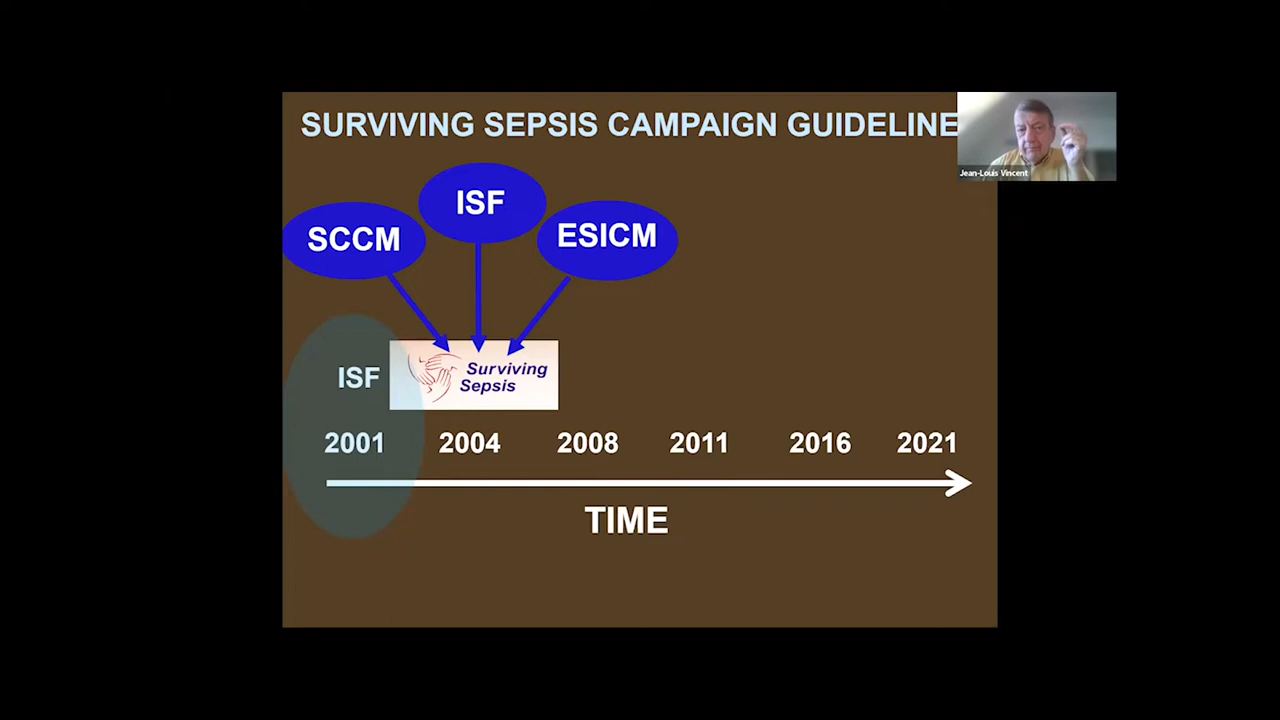 SURVIVING SEPSIS CAMPAIGN GUIDELINE
Jean-Louis Vincent
ISF
SCCM
ESICM
Surviving
Sepsis
ISF
2001 2004 2008 2011 2016 2021
TIME